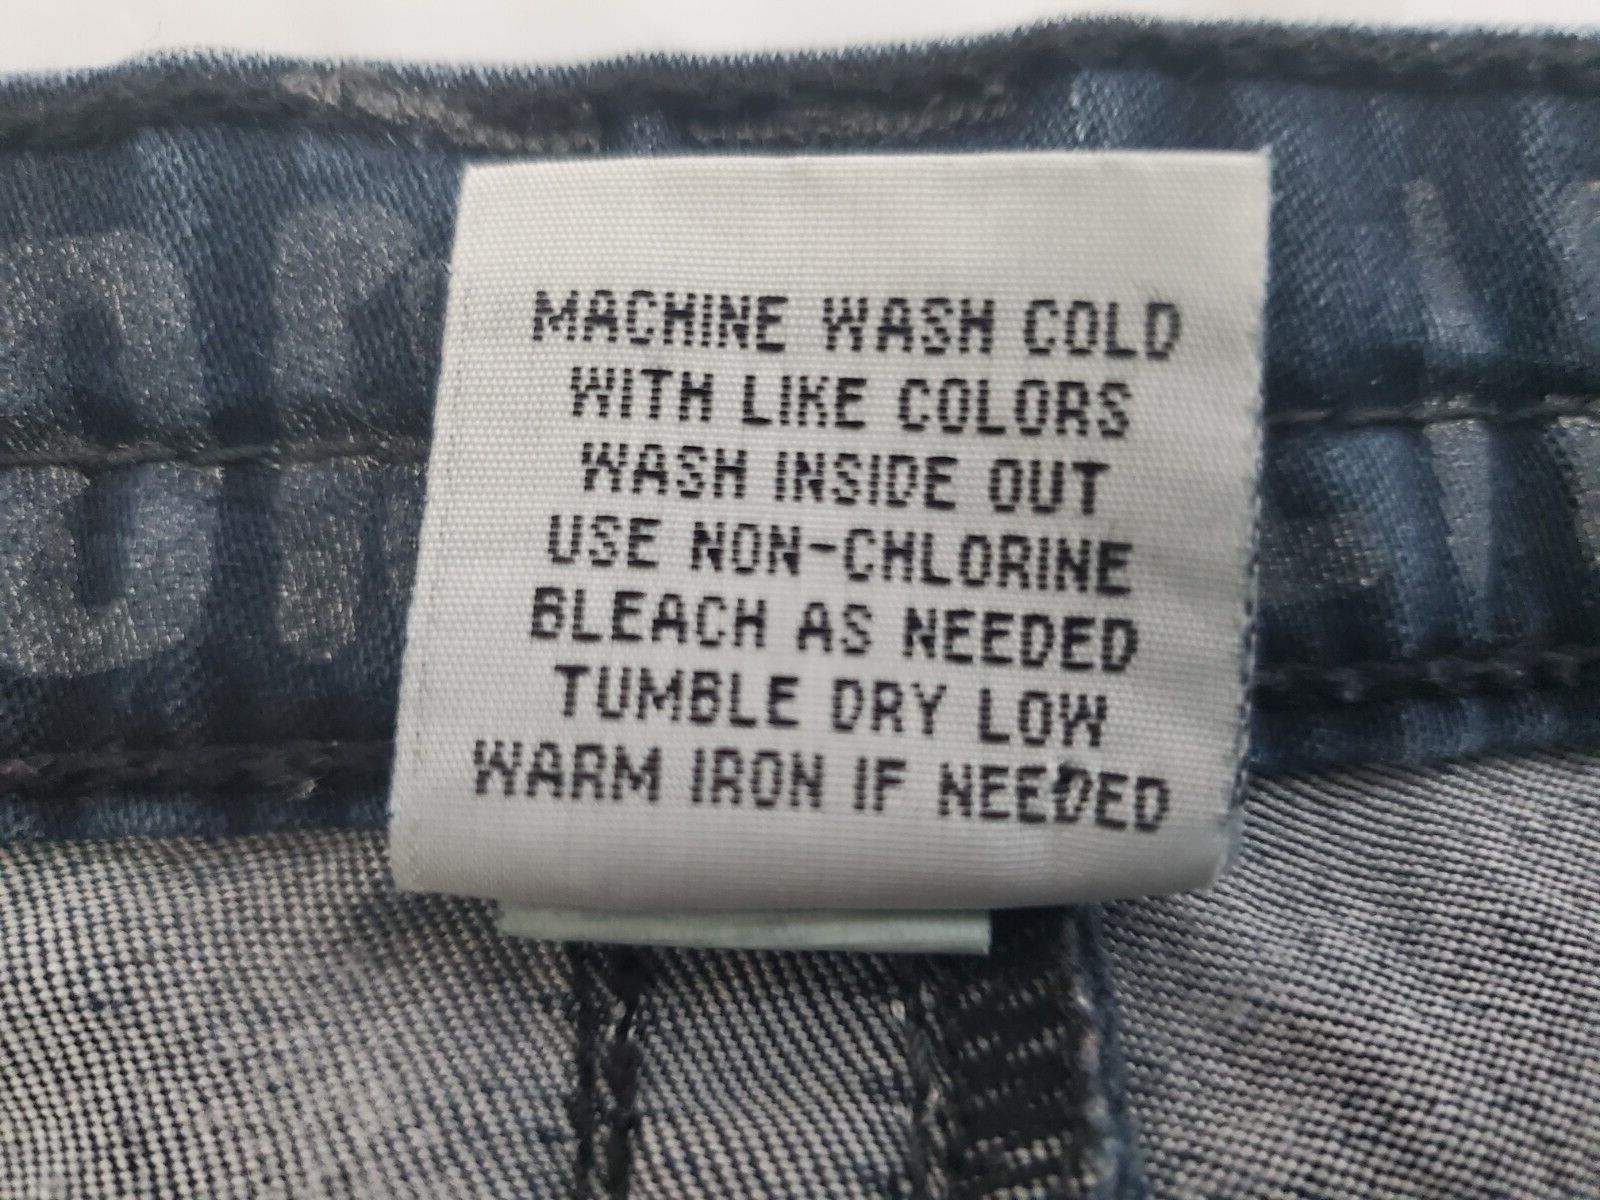 MACHINE WASH COLD
WITH LIKE COLORS
WASH INSIDE OUT
USE NON-CHLORINE
BLEACH AS NEEDED
TUMBLE DRY LOW
WARM IRON IF NEEDED